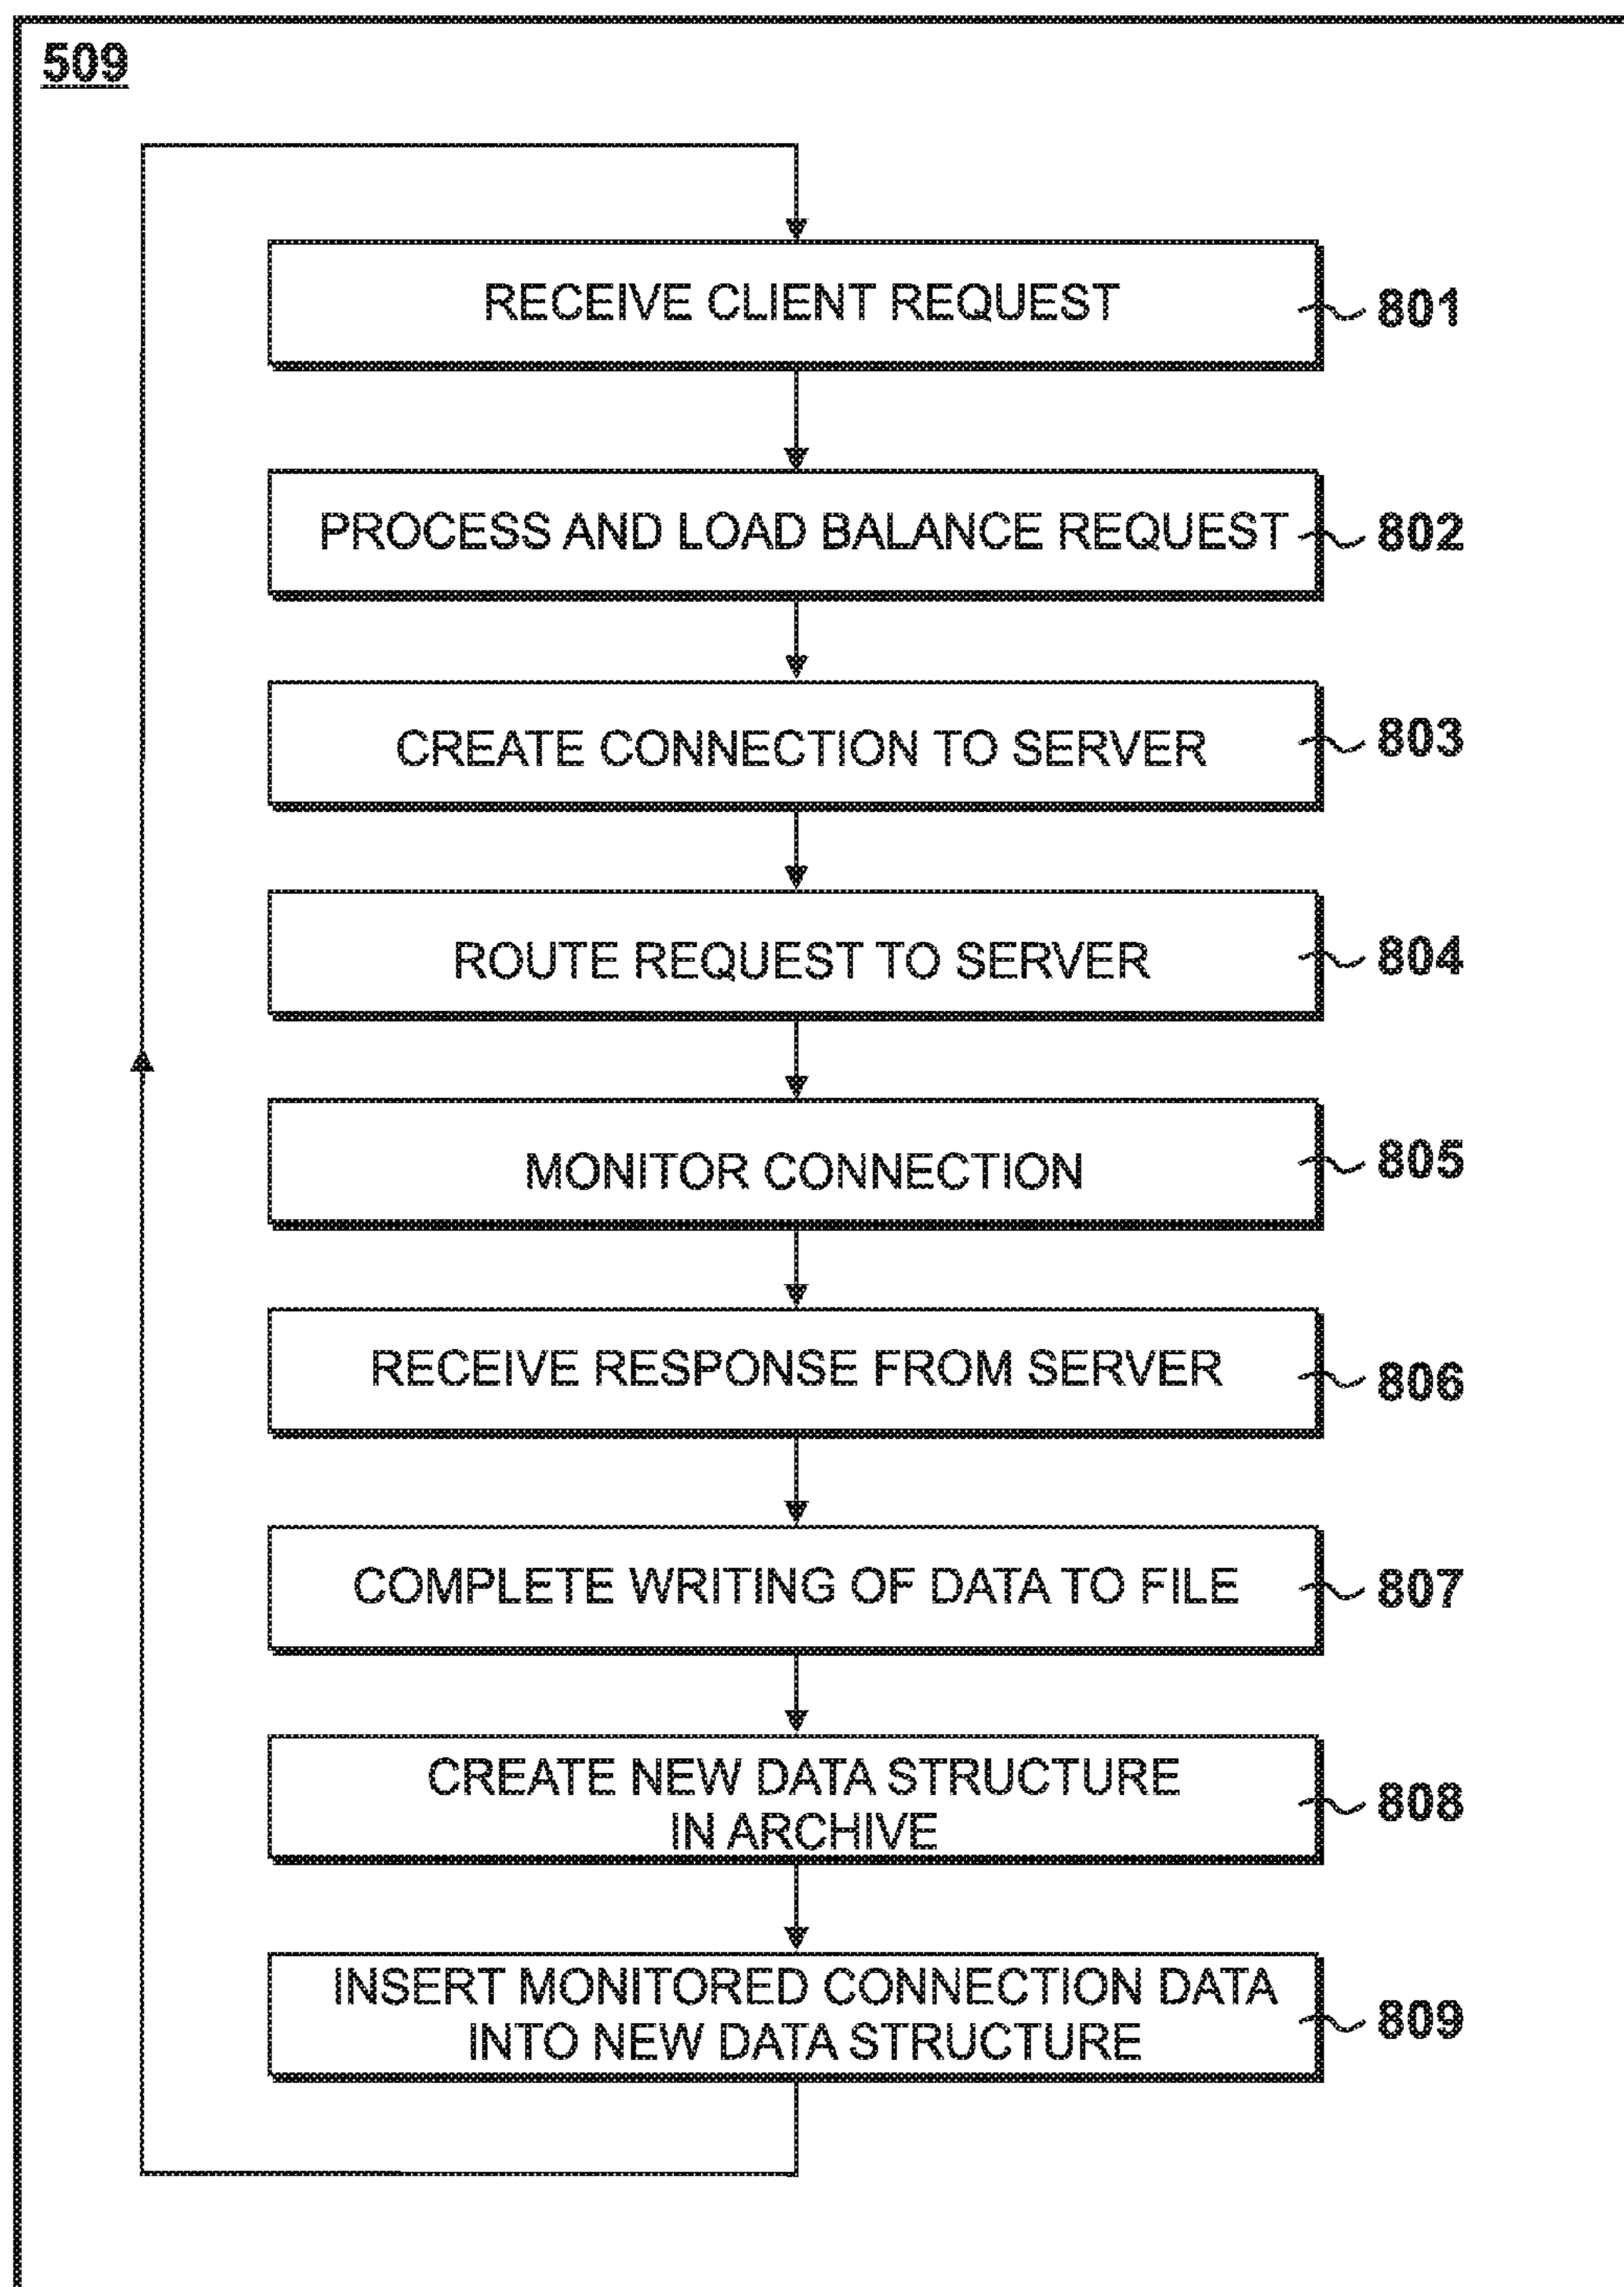 509
RECEIVE CLIENT REQUEST
801
PROCESS AND LOAD BALANCE REQUEST
802
CREATE CONNECTION TO SERVER
803
ROUTE REQUEST TO SERVER
804
MONITOR CONNECTION
805
RECEIVE RESPONSE FROM SERVER
806
COMPLETE WRITING OF DATA TO FILE
807
CREATE NEW DATA STRUCTURE
IN ARCHIVE
808
INSERT MONITORED CONNECTION DATA
INTO NEW DATA STRUCTURE
809